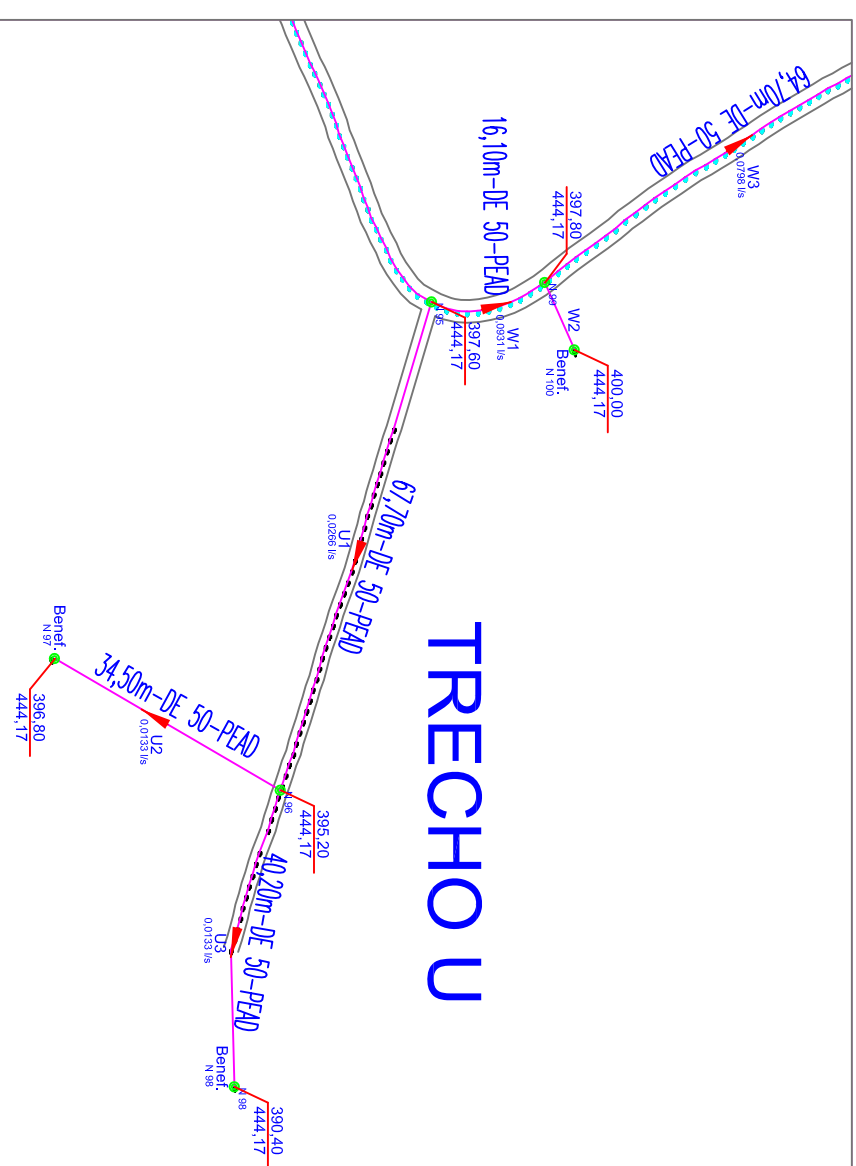 TRECHO U
64,70m-DE 50-PEAD
W3
0,0798 l/s
16,10m-DE 50-PEAD
W1
0,0931 l/s
397,80
444,17
N 99
W2
Benef.
N 100
400,00
444,17
N 95
397,60
444,17
67,70m-DE 50-PEAD
U1
0,0266 l/s
N 96
395,20
444,17
34,50m-DE 50-PEAD
U2
0,0133 l/s
Benef.
N 97
396,80
444,17
40,20m-DE 50-PEAD
U3
0,0133 l/s
Benef.
N 98
N 98
390,40
444,17